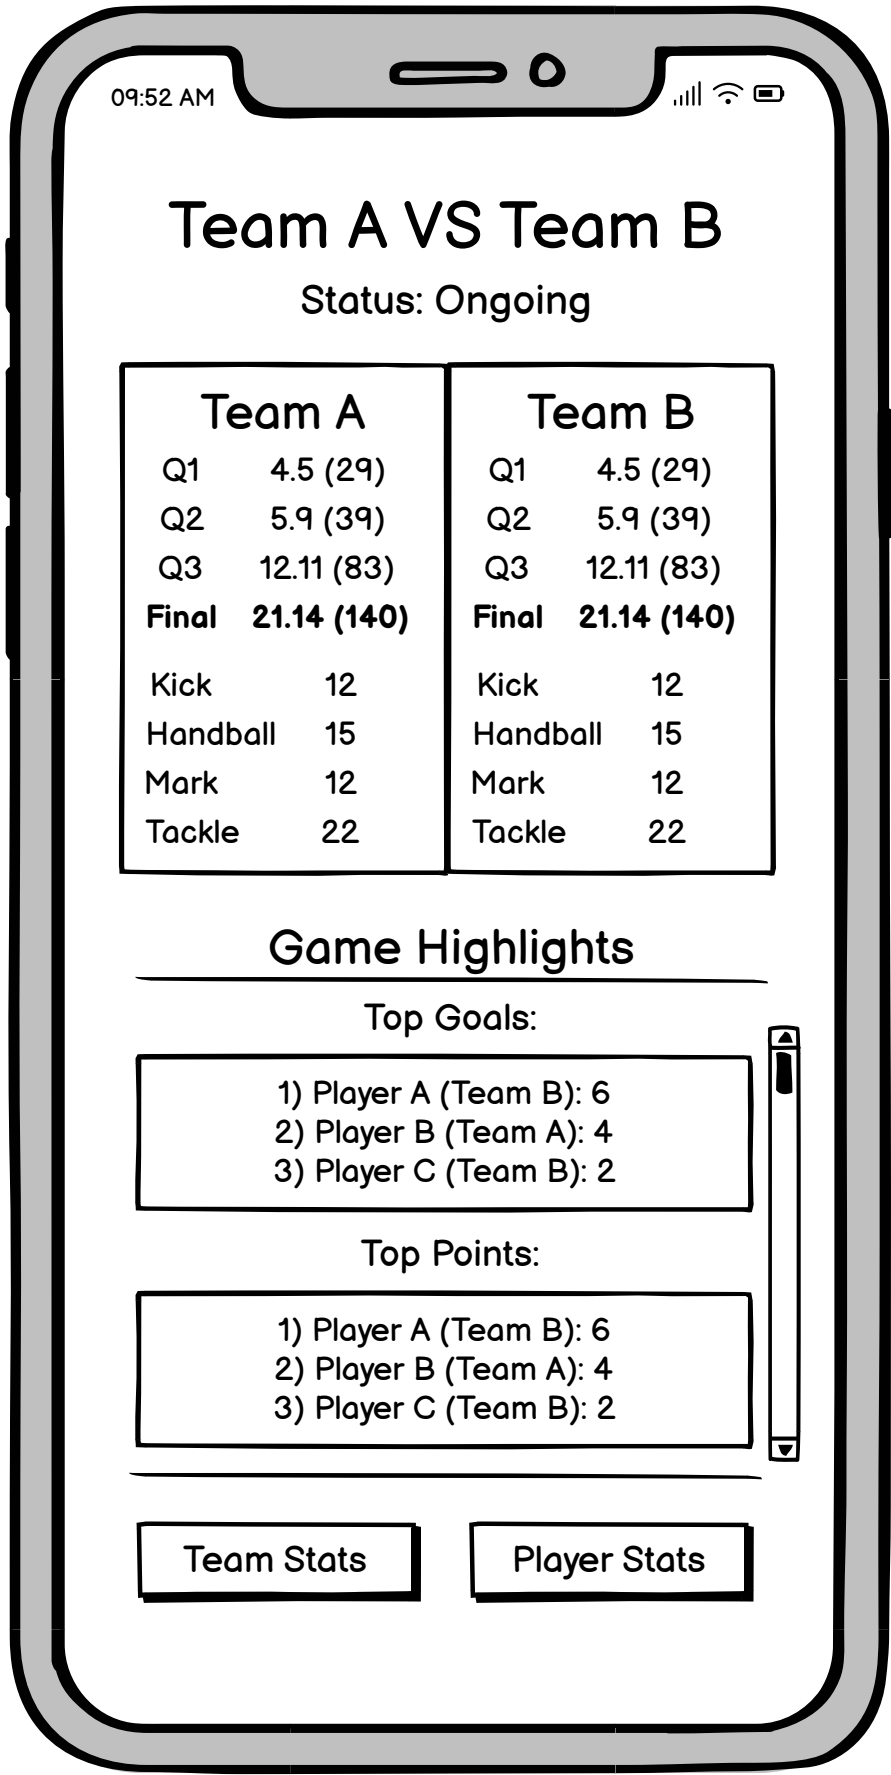 09:52 AM
Team A VS Team B
Status: Ongoing
Team A
Q1 4.5 (29)
Q2 5.9 (39)
Q3 12.11 (83)
Final 21.14 (140)
Kick 12
Handball 15
Mark 12
Tackle 22
Team B
Q1 4.5 (29)
Q2 5.9 (39)
Q3 12.11 (83)
Final 21.14 (140)
Kick 12
Handball 15
Mark 12
Tackle 22
Game Highlights
Top Goals:
1) Player A (Team B): 6
2) Player B (Team A): 4
3) Player C (Team B): 2
Top Points:
1) Player A (Team B): 6
2) Player B (Team A): 4
3) Player C (Team B): 2
Team Stats
Player Stats